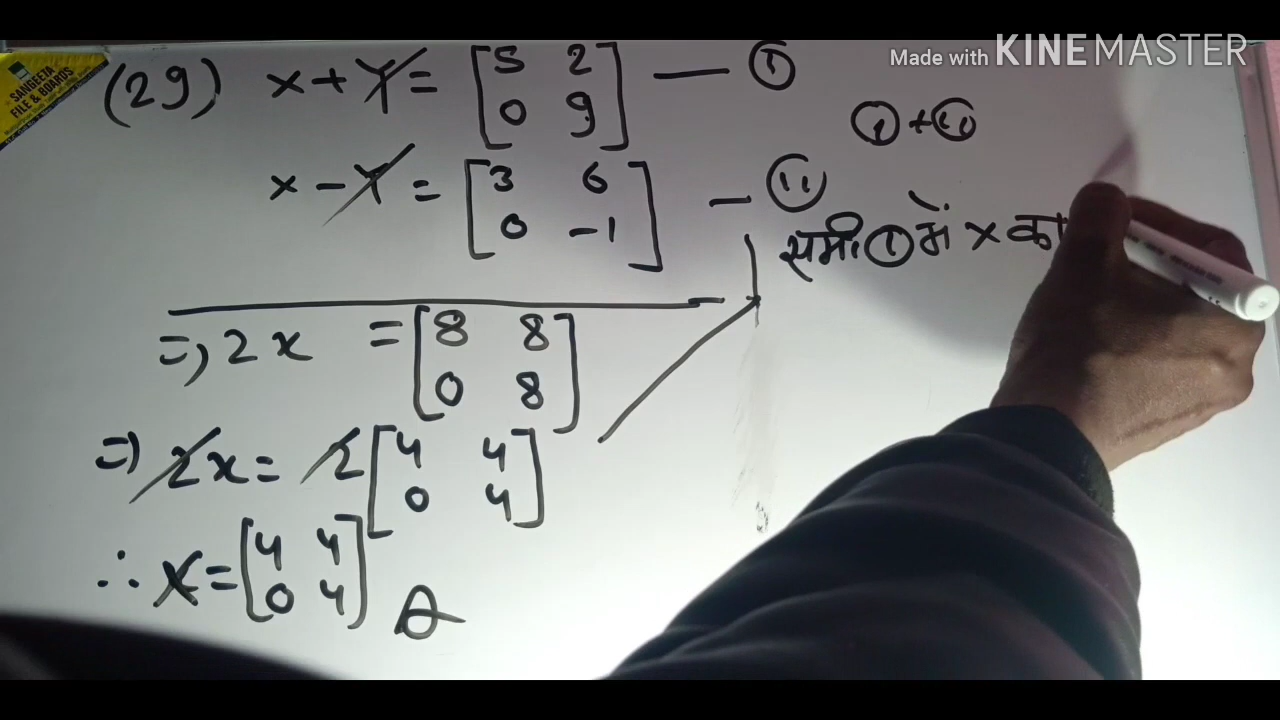 Made with KINEMASTER
SANGEETA
FILE & BOARDS
(29) x + Y = [5 2
0 9] — (i)
(i) + (ii)
x - Y = [3 6
0 -1] - (ii)
समी. (i) में x का
=> 2x = [8 8
0 8]
=> 2x = 2 [4 4
0 4]
∴ x = [4 4
0 4]